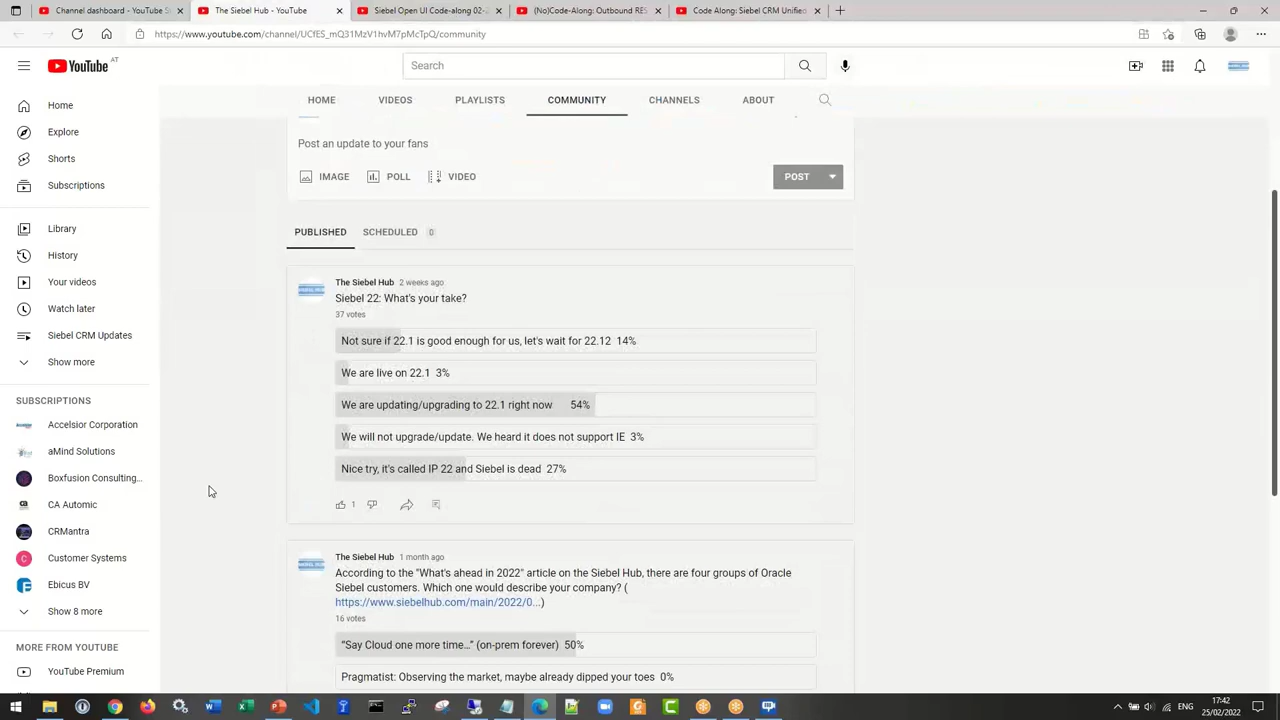 Channel dashboard - YouTube St
The Siebel Hub - YouTube
Siebel Open UI Code-along 02-
(No)Code-Along: Outbound RES
Code Along: Siebel CRM Unified
https://www.youtube.com/channel/UCfES_mQ31MzV1hvM7pMcTpQ/community
YouTube AT
Search
Home
Explore
Shorts
Subscriptions
Library
History
Your videos
Watch later
Siebel CRM Updates
Show more
SUBSCRIPTIONS
Accelsior Corporation
aMind Solutions
Boxfusion Consulting...
CA Automic
CRMantra
Customer Systems
Ebicus BV
Show 8 more
MORE FROM YOUTUBE
YouTube Premium
HOME VIDEOS PLAYLISTS COMMUNITY CHANNELS ABOUT
Post an update to your fans
IMAGE POLL VIDEO POST
PUBLISHED SCHEDULED 0
The Siebel Hub 2 weeks ago
Siebel 22: What's your take?
37 votes
Not sure if 22.1 is good enough for us, let's wait for 22.12 14%
We are live on 22.1 3%
We are updating/upgrading to 22.1 right now 54%
We will not upgrade/update. We heard it does not support IE 3%
Nice try, it's called IP 22 and Siebel is dead 27%
1
The Siebel Hub 1 month ago
According to the "What's ahead in 2022" article on the Siebel Hub, there are four groups of Oracle
Siebel customers. Which one would describe your company? (
https://www.siebelhub.com/main/2022/0...)
16 votes
“Say Cloud one more time…” (on-prem forever) 50%
Pragmatist: Observing the market, maybe already dipped your toes 0%
ENG
17:42
25/02/2022